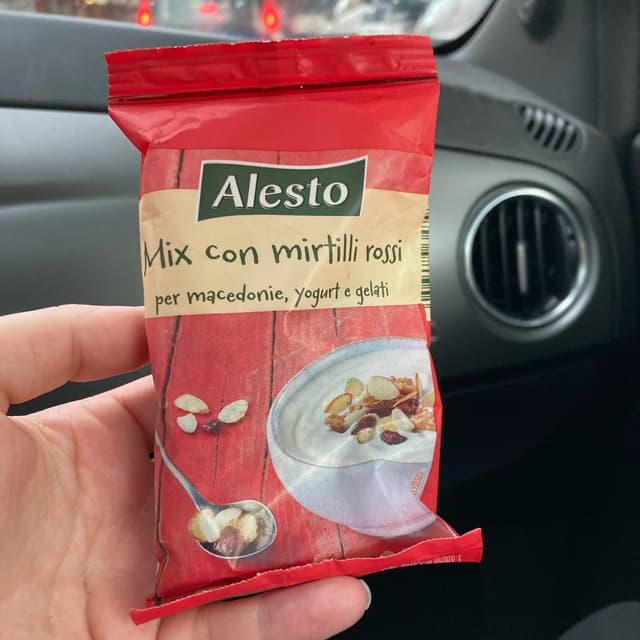 Alesto
Mix con mirtilli rossi
per macedonie, yogurt e gelati